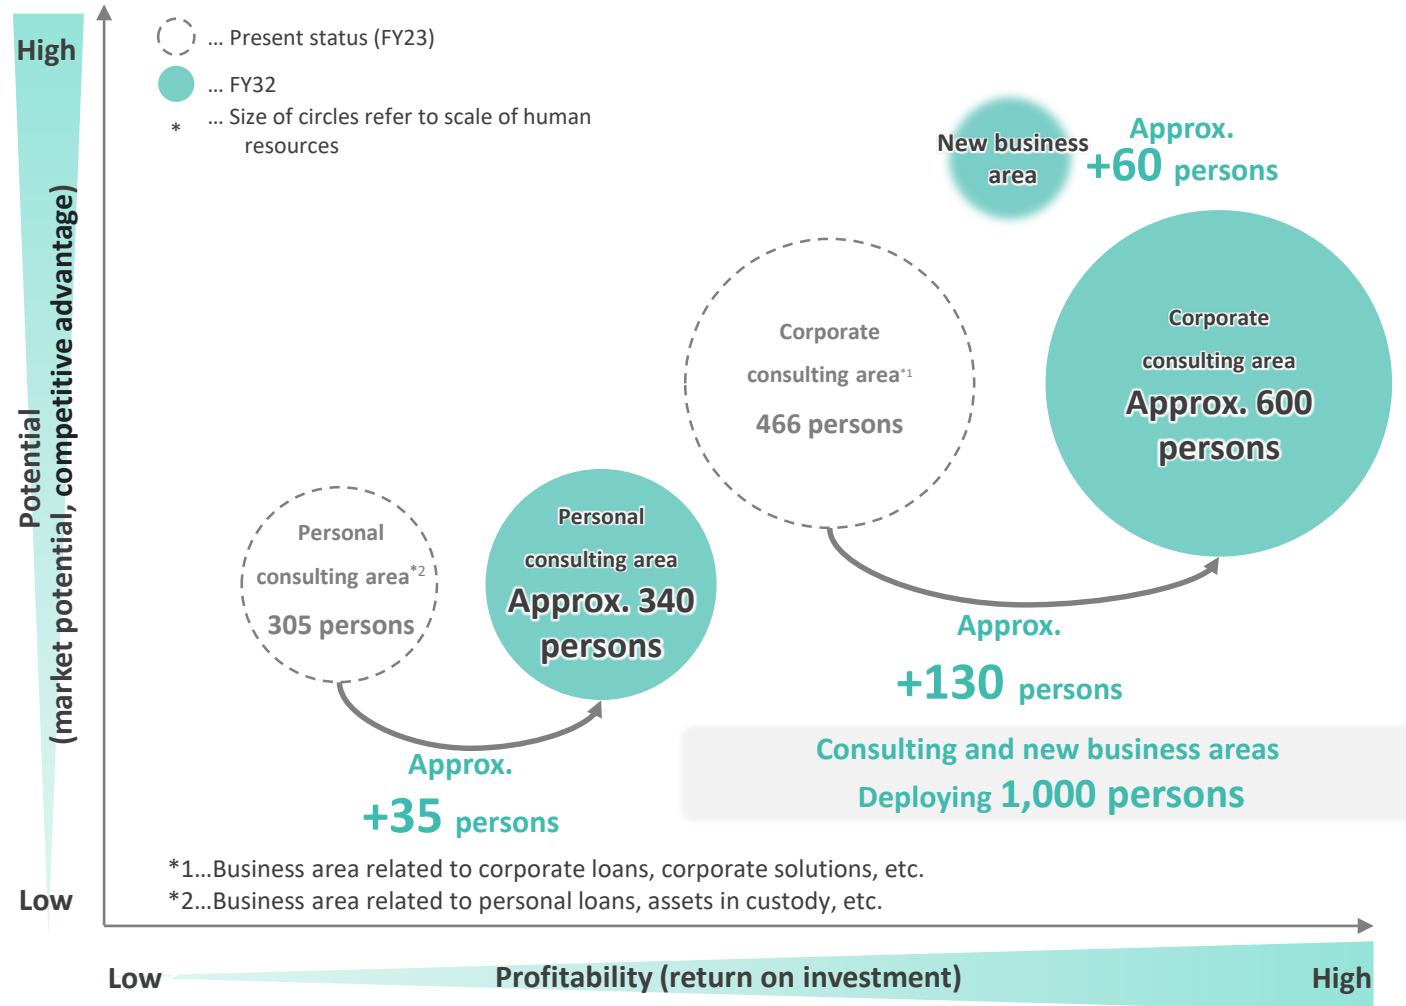 High
... Present status (FY23)
... FY32
* ... Size of circles refer to scale of human
resources
Potential
(market potential, competitive advantage)
New business
area
Approx.
+60 persons
Corporate
consulting area*1
466 persons
Corporate
consulting area
Approx. 600
persons
Personal
consulting area*2
305 persons
Personal
consulting area
Approx. 340
persons
Approx.
+130 persons
Approx.
+35 persons
Consulting and new business areas
Deploying 1,000 persons
*1...Business area related to corporate loans, corporate solutions, etc.
*2...Business area related to personal loans, assets in custody, etc.
Low
Low
Profitability (return on investment)
High